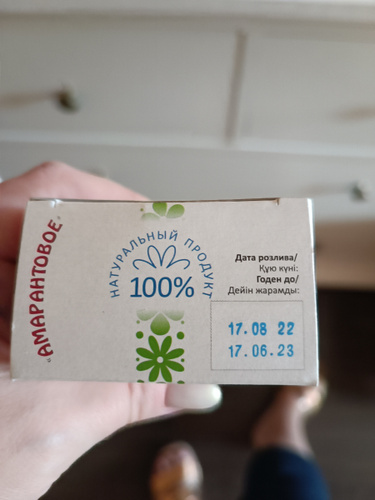 "АМАРАНТОВОЕ"
НАТУРАЛЬНЫЙ ПРОДУКТ
100%
Дата розлива/
Құю күні:
Годен до/
Дейін жарамды:
17.08 22
17.06.23